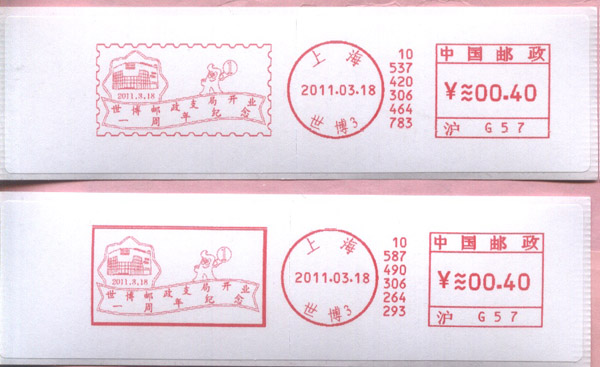 2011.3.18
世博邮政支局开业
一周年纪念
上海
2011.03.18
世博3
10
537
420
306
464
783
中国邮政
¥≋00.40
沪 G57
2011.3.18
世博邮政支局开业
一周年纪念
上海
2011.03.18
世博3
10
587
490
306
264
293
中国邮政
¥≋00.40
沪 G57